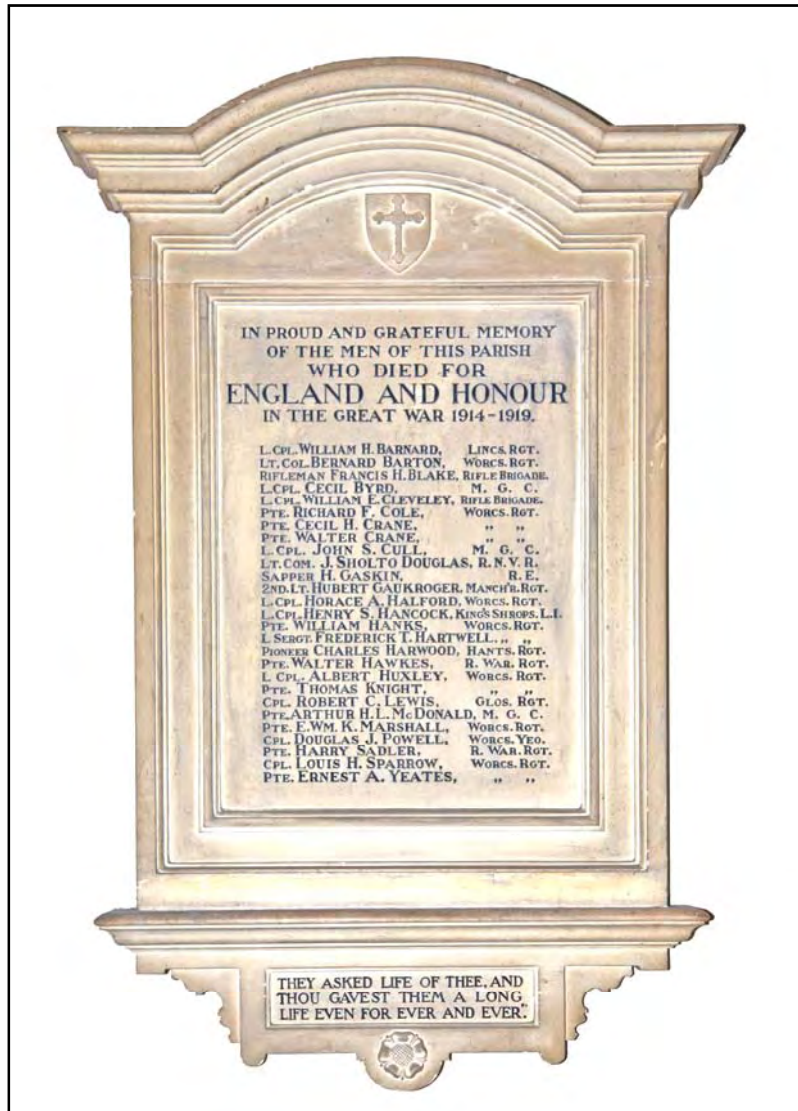 IN PROUD AND GRATEFUL MEMORY
OF THE MEN OF THIS PARISH
WHO DIED FOR
ENGLAND AND HONOUR
IN THE GREAT WAR 1914-1919.
L.CPL.WILLIAM H. BARNARD, LINCS. RGT.
LT. COL. BERNARD BARTON, WORCS. RGT.
RIFLEMAN FRANCIS H. BLAKE, RIFLE BRIGADE.
L.CPL. CECIL BYRD, M. G. C.
L. CPL. WILLIAM E. CLEVELEY, RIFLE BRIGADE.
PTE. RICHARD F. COLE, WORCS. RGT.
PTE. CECIL H. CRANE, „ „
PTE. WALTER CRANE, „ „
L. CPL. JOHN S. CULL, M. G. C.
LT. COM. J. SHOLTO DOUGLAS, R. N. V. R.
SAPPER H. GASKIN, R. E.
2ND. LT. HUBERT GAUKROGER, MANCH'R. RGT.
L. CPL. HORACE A. HALFORD, WORCS. RGT.
L. CPL. HENRY S. HANCOCK, KING'S SHROPS. L.I.
PTE. WILLIAM HANKS, WORCS. RGT.
L SERGT. FREDERICK T. HARTWELL, „ „
PIONEER CHARLES HARWOOD, HANTS. RGT.
PTE. WALTER HAWKES, R. WAR. RGT.
L CPL. ALBERT HUXLEY, WORCS. RGT.
PTE. THOMAS KNIGHT, „ „
CPL. ROBERT C. LEWIS, GLOS. RGT.
PTE. ARTHUR H. L. McDONALD, M. G. C.
PTE. E. WM. K. MARSHALL, WORCS. RGT.
CPL. DOUGLAS J. POWELL, WORCS. YEO.
PTE. HARRY SADLER, R. WAR. RGT.
CPL. LOUIS H. SPARROW, WORCS. RGT.
PTE. ERNEST A. YEATES, „ „
THEY ASKED LIFE OF THEE, AND
THOU GAVEST THEM A LONG
LIFE EVEN FOR EVER AND EVER".